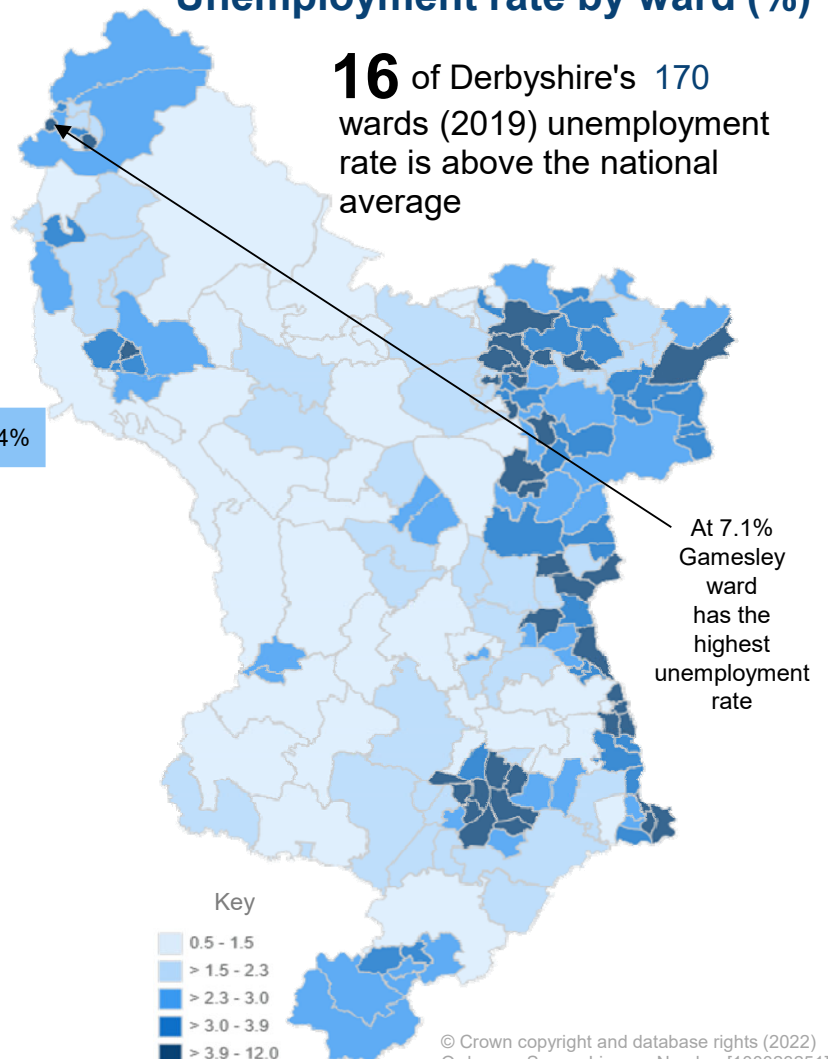 Unemployment rate by ward (%)
16 of Derbyshire's 170
wards (2019) unemployment
rate is above the national
average
4%
At 7.1%
Gamesley
ward
has the
highest
unemployment
rate
Key
0.5 - 1.5
> 1.5 - 2.3
> 2.3 - 3.0
> 3.0 - 3.9
> 3.9 - 12.0
© Crown copyright and database rights (2022)